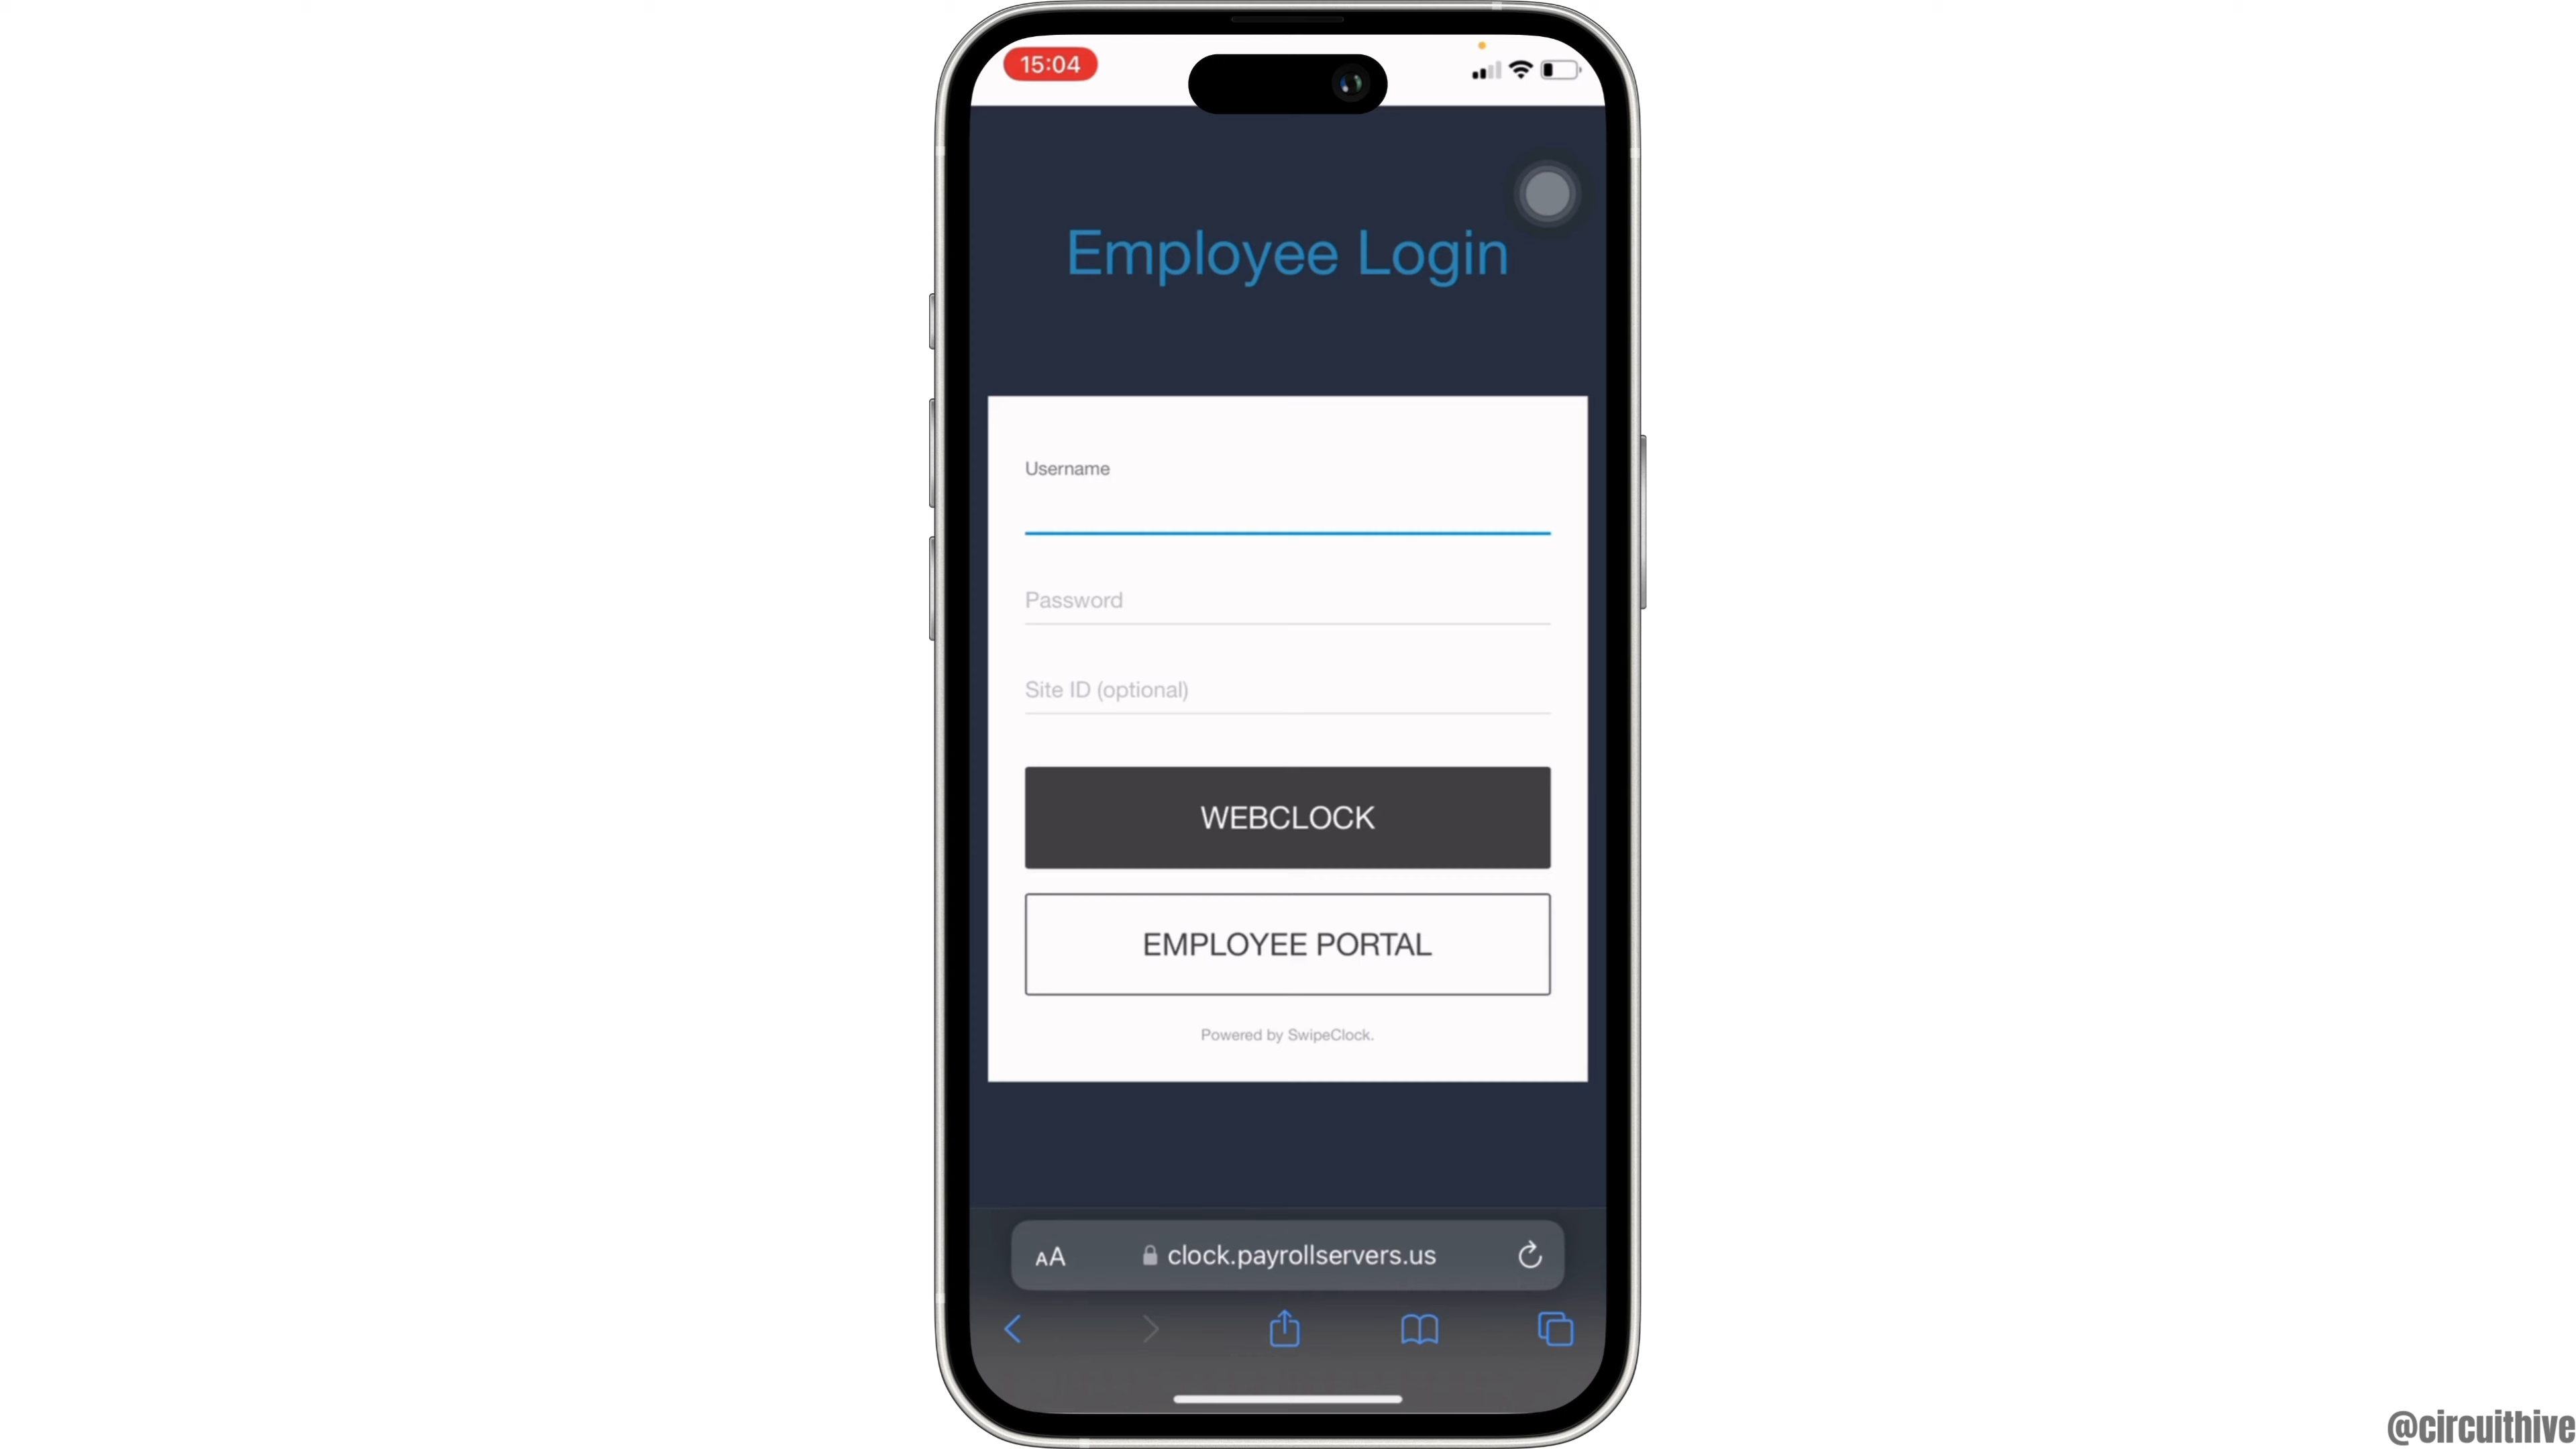 15:04
Employee Login
Username
Password
Site ID (optional)
WEBCLOCK
EMPLOYEE PORTAL
Powered by SwipeClock.
AA clock.payrollservers.us
@circuithive